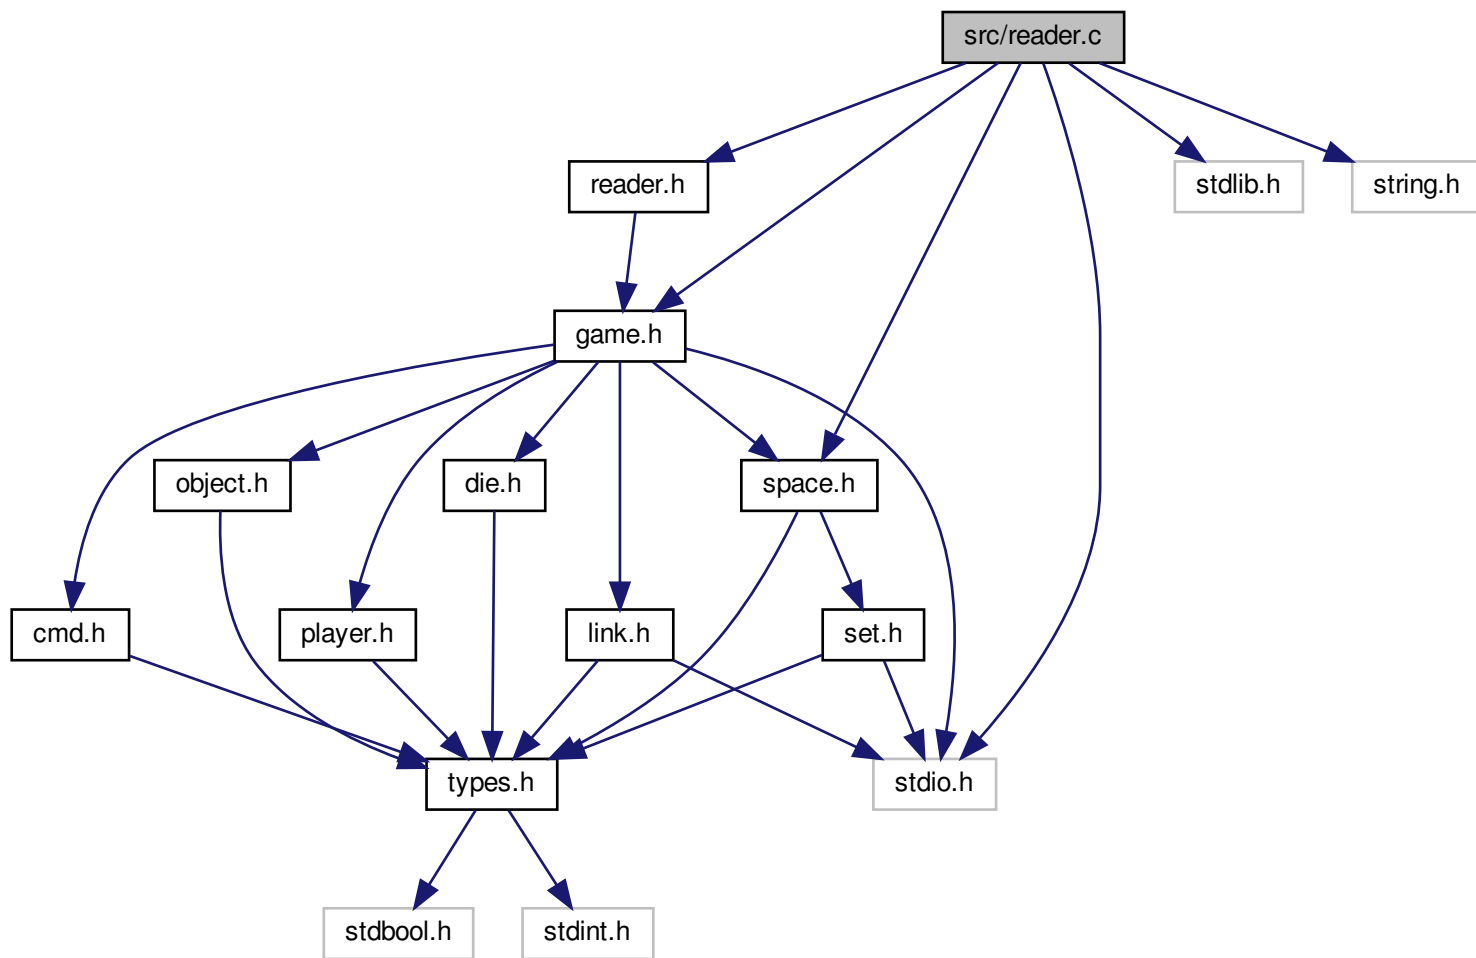 src/reader.c
reader.h
stdlib.h
string.h
game.h
object.h
die.h
space.h
cmd.h
player.h
link.h
set.h
types.h
stdio.h
stdbool.h
stdint.h